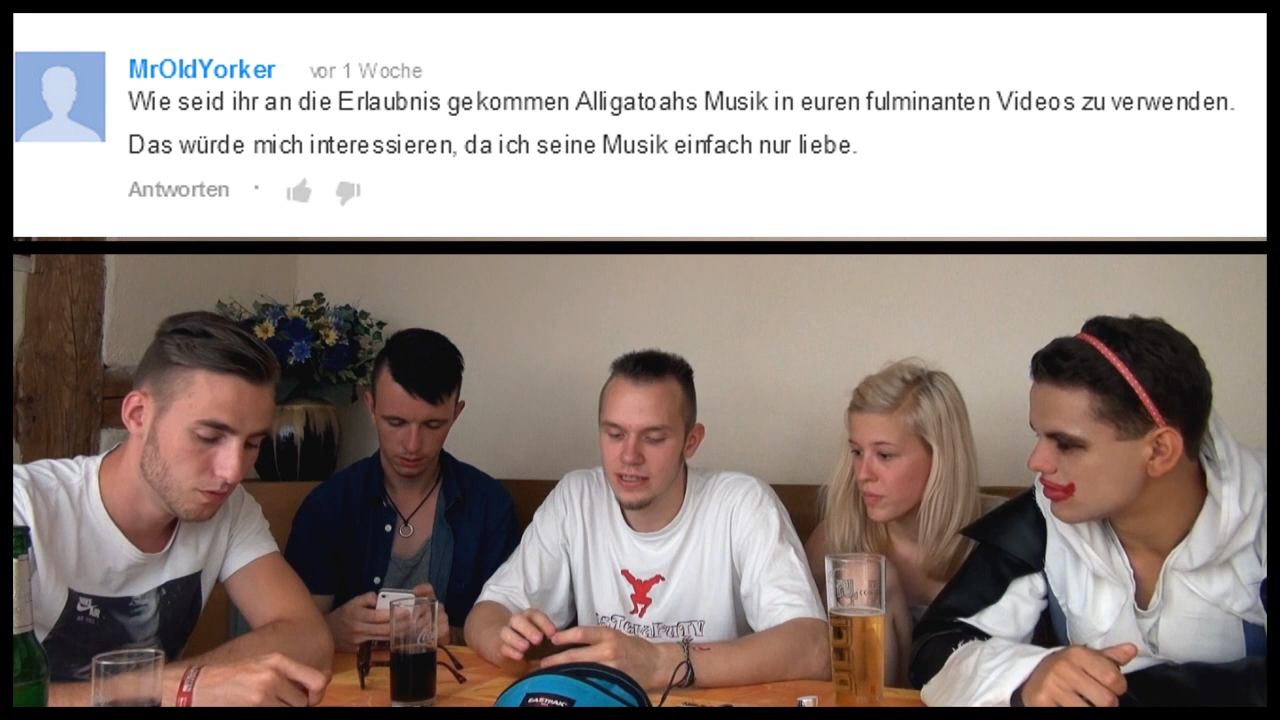 MrOldYorker vor 1 Woche
Wie seid ihr an die Erlaubnis gekommen Alligatoahs Musik in euren fulminanten Videos zu verwenden.
Das würde mich interessieren, da ich seine Musik einfach nur liebe.
Antworten ·
EASTPAK